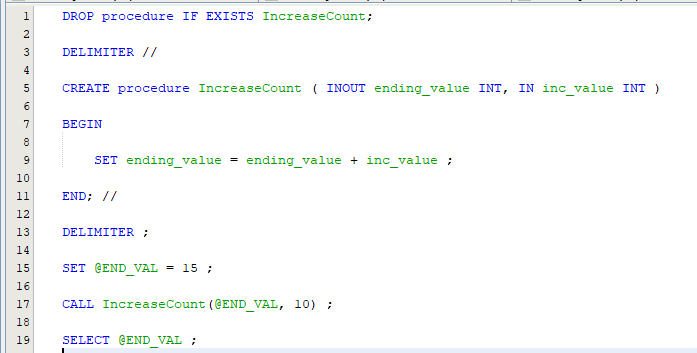 1 DROP procedure IF EXISTS IncreaseCount;
2
3 DELIMITER //
4
5 CREATE procedure IncreaseCount ( INOUT ending_value INT, IN inc_value INT )
6
7 BEGIN
8
9 SET ending_value = ending_value + inc_value ;
10
11 END; //
12
13 DELIMITER ;
14
15 SET @END_VAL = 15 ;
16
17 CALL IncreaseCount(@END_VAL, 10) ;
18
19 SELECT @END_VAL ;